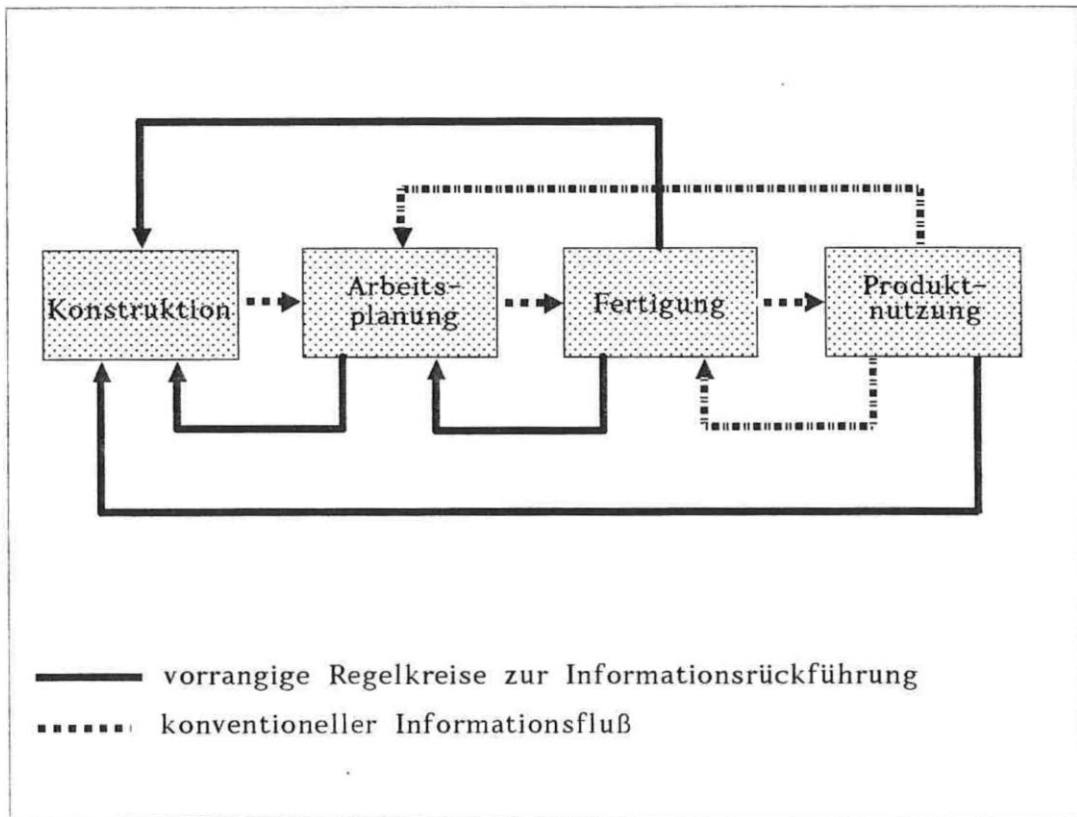 Konstruktion
Arbeits-
planung
Fertigung
Produkt-
nutzung
vorrangige Regelkreise zur Informationsrückführung
konventioneller Informationsfluß